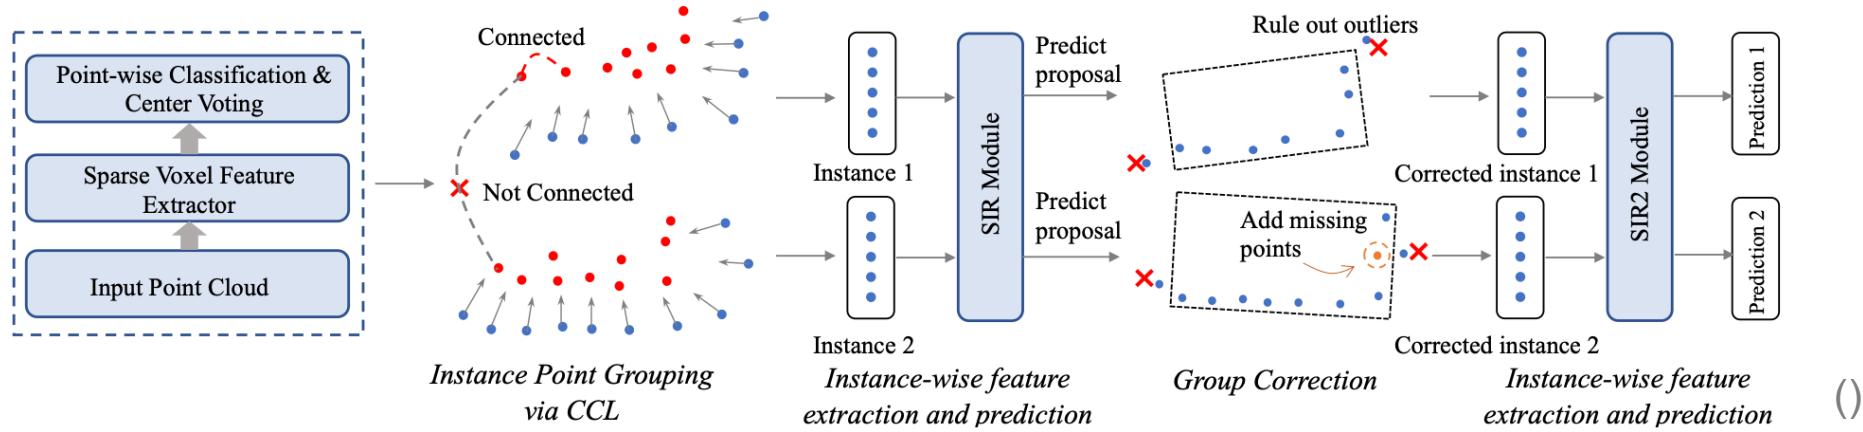 Point-wise Classification &
Center Voting
Sparse Voxel Feature
Extractor
Input Point Cloud
Connected
Not Connected
Instance Point Grouping
via CCL
Instance 1
Instance 2
SIR Module
Instance-wise feature
extraction and prediction
Predict
proposal
Predict
proposal
Rule out outliers
Add missing
points
Group Correction
Corrected instance 1
Corrected instance 2
SIR2 Module
Prediction 1
Prediction 2
Instance-wise feature
extraction and prediction
()